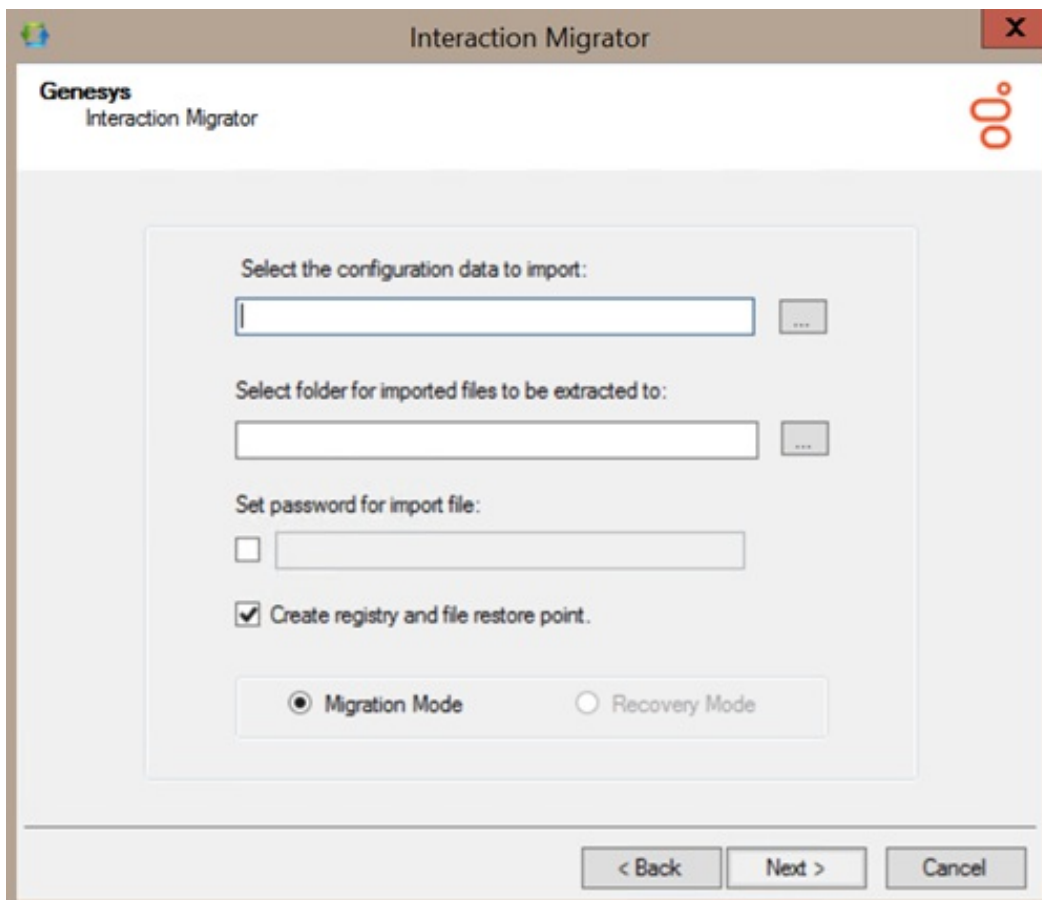 Interaction Migrator
X
Genesys
Interaction Migrator
Select the configuration data to import:
...
Select folder for imported files to be extracted to:
...
Set password for import file:
Create registry and file restore point.
Migration Mode
Recovery Mode
< Back
Next >
Cancel